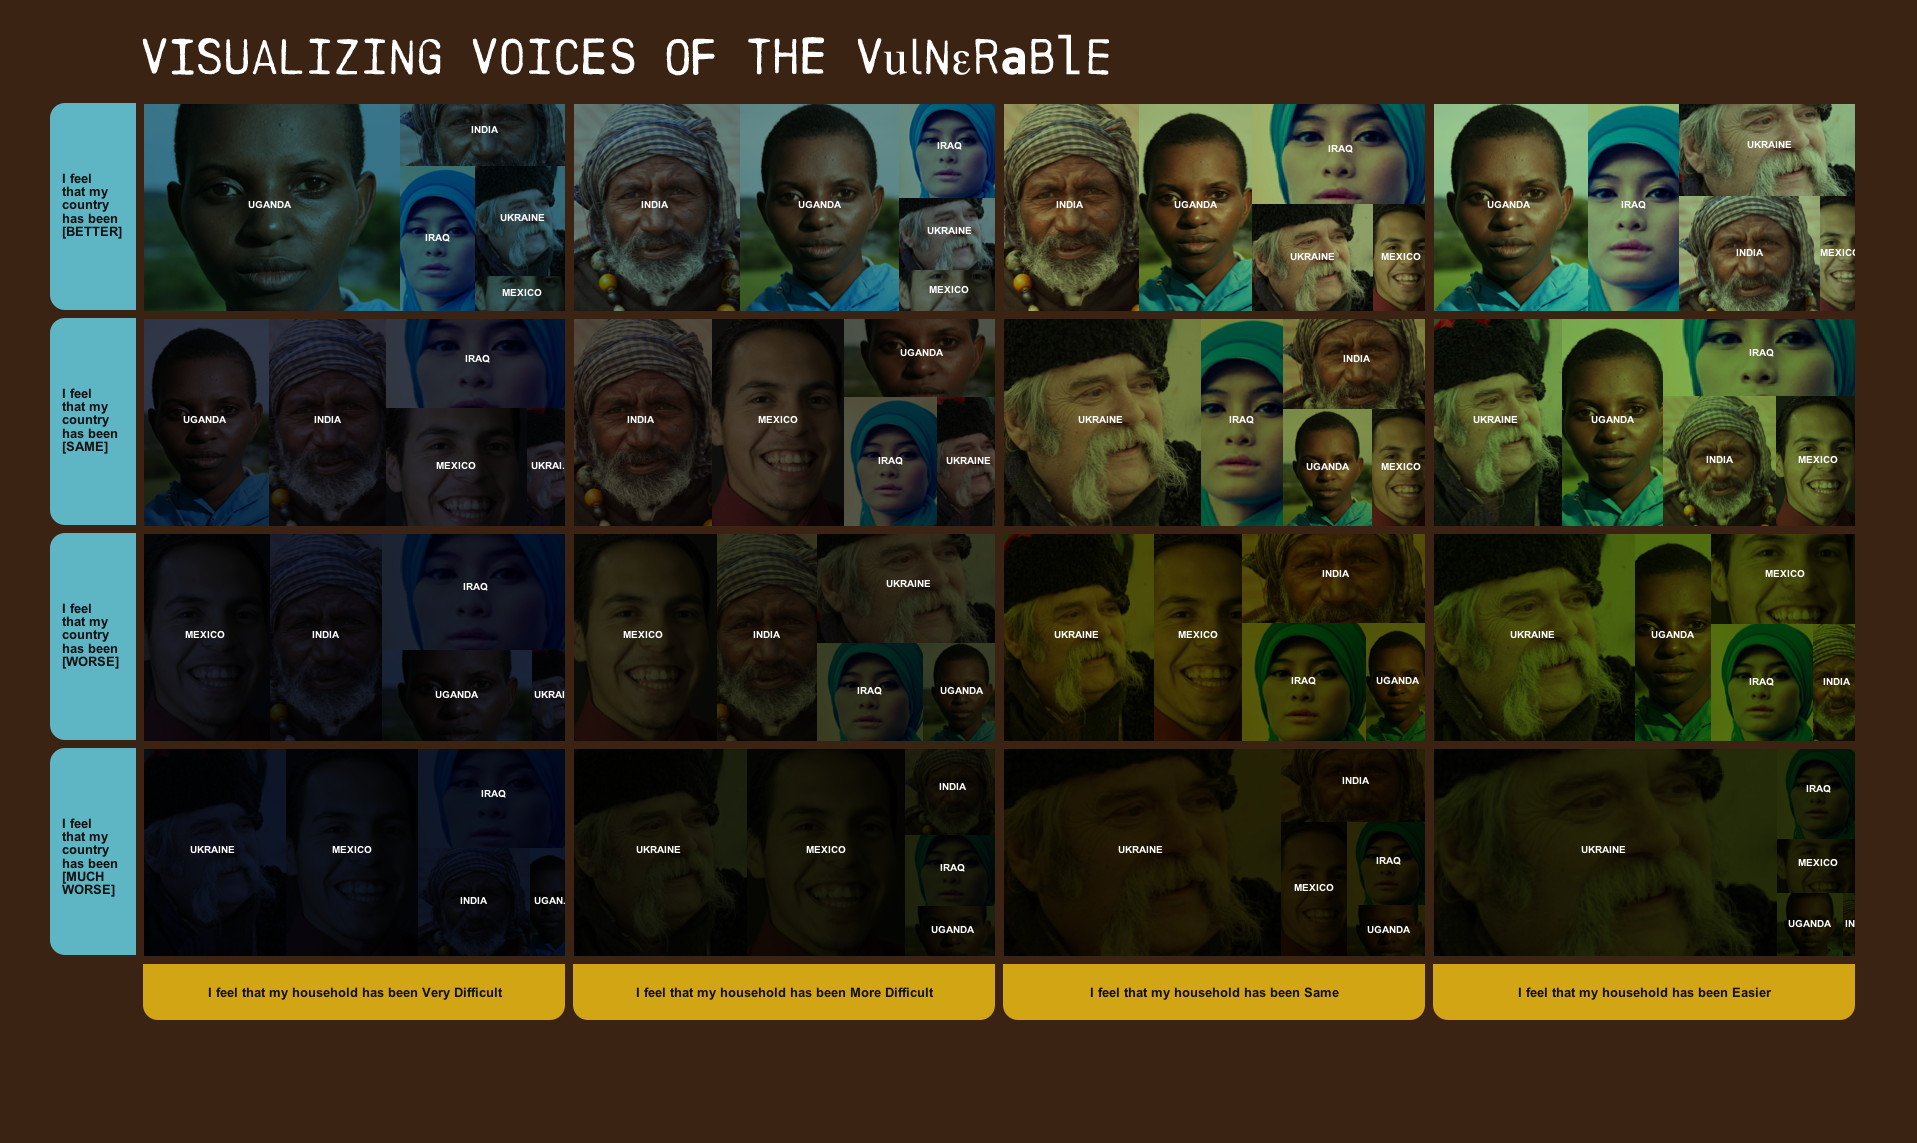 VISUALIZING VOICES OF THE VulNεRaBlE
I feel
that my
country
has been
[BETTER]
UGANDA
INDIA
IRAQ
UKRAINE
MEXICO
INDIA
UGANDA
IRAQ
UKRAINE
MEXICO
INDIA
UGANDA
IRAQ
UKRAINE
MEXICO
UGANDA
IRAQ
UKRAINE
INDIA
MEXIC
I feel
that my
country
has been
[SAME]
UGANDA
INDIA
IRAQ
MEXICO
UKRAI.
INDIA
MEXICO
UGANDA
IRAQ
UKRAINE
UKRAINE
IRAQ
INDIA
UGANDA
MEXICO
UKRAINE
UGANDA
IRAQ
INDIA
MEXICO
I feel
that my
country
has been
[WORSE]
MEXICO
INDIA
IRAQ
UGANDA
UKRAI
MEXICO
INDIA
UKRAINE
IRAQ
UGANDA
UKRAINE
MEXICO
INDIA
IRAQ
UGANDA
UKRAINE
UGANDA
MEXICO
IRAQ
INDIA
I feel
that my
country
has been
[MUCH
WORSE]
UKRAINE
MEXICO
IRAQ
INDIA
UGAN.
UKRAINE
MEXICO
INDIA
IRAQ
UGANDA
UKRAINE
INDIA
MEXICO
IRAQ
UGANDA
UKRAINE
IRAQ
MEXICO
UGANDA
IN
I feel that my household has been Very Difficult
I feel that my household has been More Difficult
I feel that my household has been Same
I feel that my household has been Easier